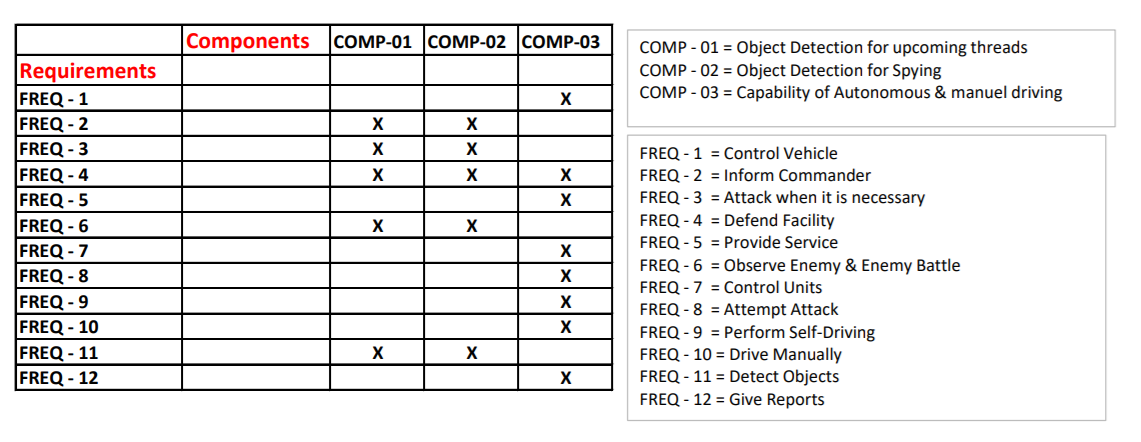 Components COMP-01 COMP-02 COMP-03
Requirements
FREQ - 1 X
FREQ - 2 X X
FREQ - 3 X X
FREQ - 4 X X X
FREQ - 5 X
FREQ - 6 X X
FREQ - 7 X
FREQ - 8 X
FREQ - 9 X
FREQ - 10 X
FREQ - 11 X X
FREQ - 12 X
COMP - 01 = Object Detection for upcoming threads
COMP - 02 = Object Detection for Spying
COMP - 03 = Capability of Autonomous & manuel driving
FREQ - 1 = Control Vehicle
FREQ - 2 = Inform Commander
FREQ - 3 = Attack when it is necessary
FREQ - 4 = Defend Facility
FREQ - 5 = Provide Service
FREQ - 6 = Observe Enemy & Enemy Battle
FREQ - 7 = Control Units
FREQ - 8 = Attempt Attack
FREQ - 9 = Perform Self-Driving
FREQ - 10 = Drive Manually
FREQ - 11 = Detect Objects
FREQ - 12 = Give Reports